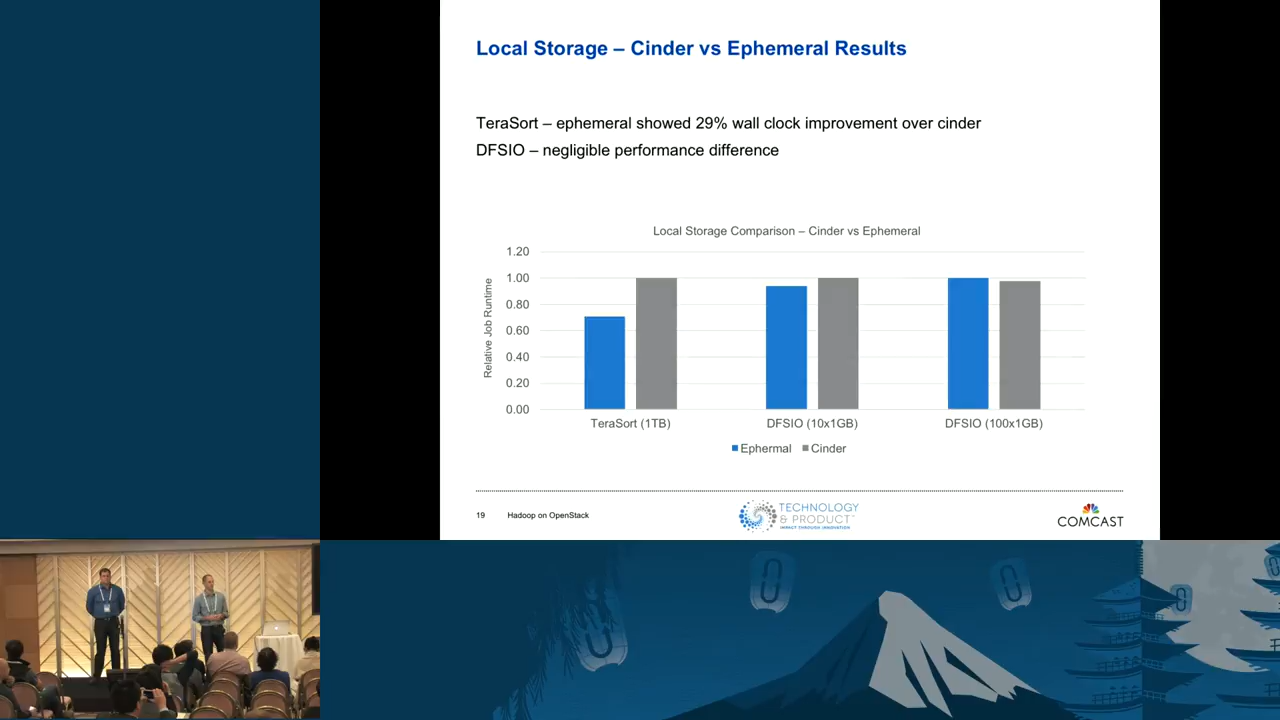 Local Storage – Cinder vs Ephemeral Results
TeraSort – ephemeral showed 29% wall clock improvement over cinder
DFSIO – negligible performance difference
Local Storage Comparison – Cinder vs Ephemeral
Relative Job Runtime
1.20
1.00
0.80
0.60
0.40
0.20
0.00
TeraSort (1TB)
DFSIO (10x1GB)
DFSIO (100x1GB)
Ephermal
Cinder
19
Hadoop on OpenStack
TECHNOLOGY
& PRODUCT
IMPACT THROUGH INNOVATION
COMCAST